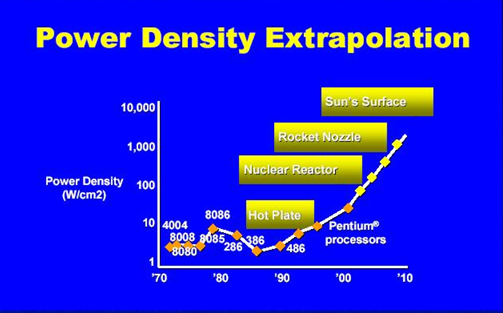 Power Density Extrapolation
Sun's Surface
10,000
Rocket Nozzle
1,000
Nuclear Reactor
Power Density
(W/cm2)
100
8086
Hot Plate
10
4004
8008
8085
8080
286
386
486
Pentium®
processors
1
'70
'80
'90
'00
'10